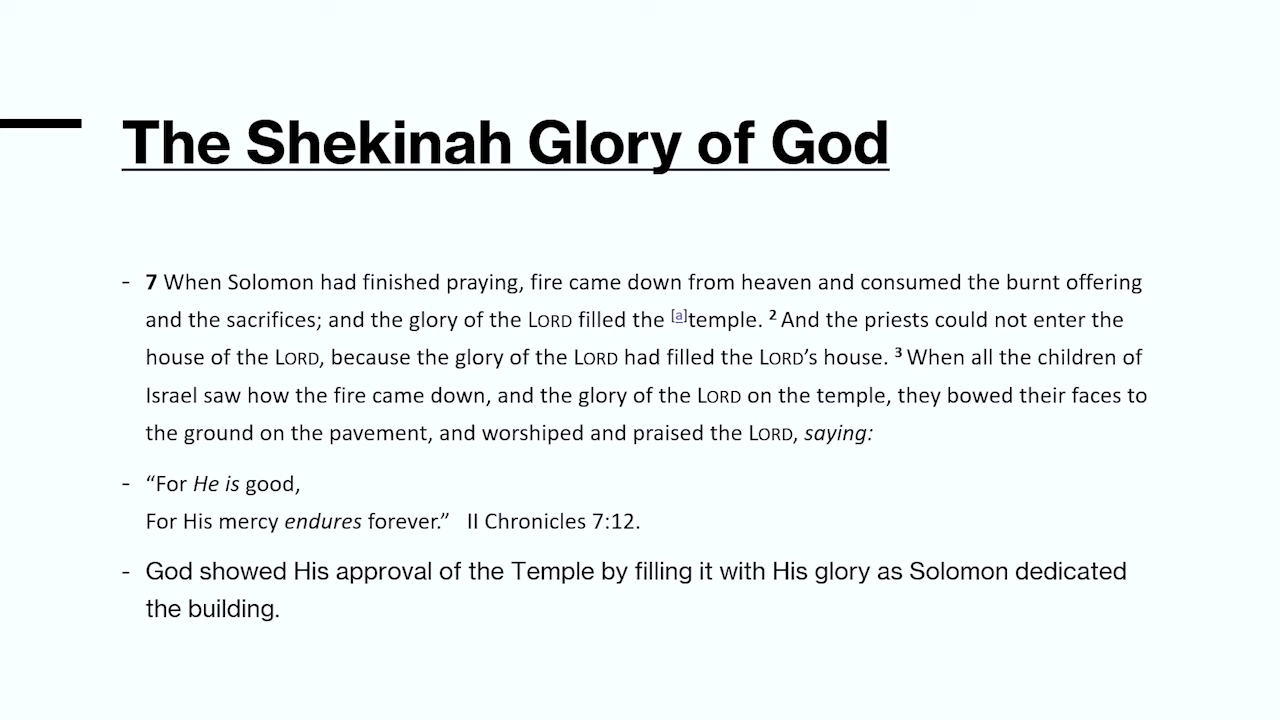 The Shekinah Glory of God
- 7 When Solomon had finished praying, fire came down from heaven and consumed the burnt offering
and the sacrifices; and the glory of the LORD filled the [a]temple. 2 And the priests could not enter the
house of the LORD, because the glory of the LORD had filled the LORD’s house. 3 When all the children of
Israel saw how the fire came down, and the glory of the LORD on the temple, they bowed their faces to
the ground on the pavement, and worshiped and praised the LORD, saying:
- “For He is good,
For His mercy endures forever.” II Chronicles 7:12.
- God showed His approval of the Temple by filling it with His glory as Solomon dedicated
the building.